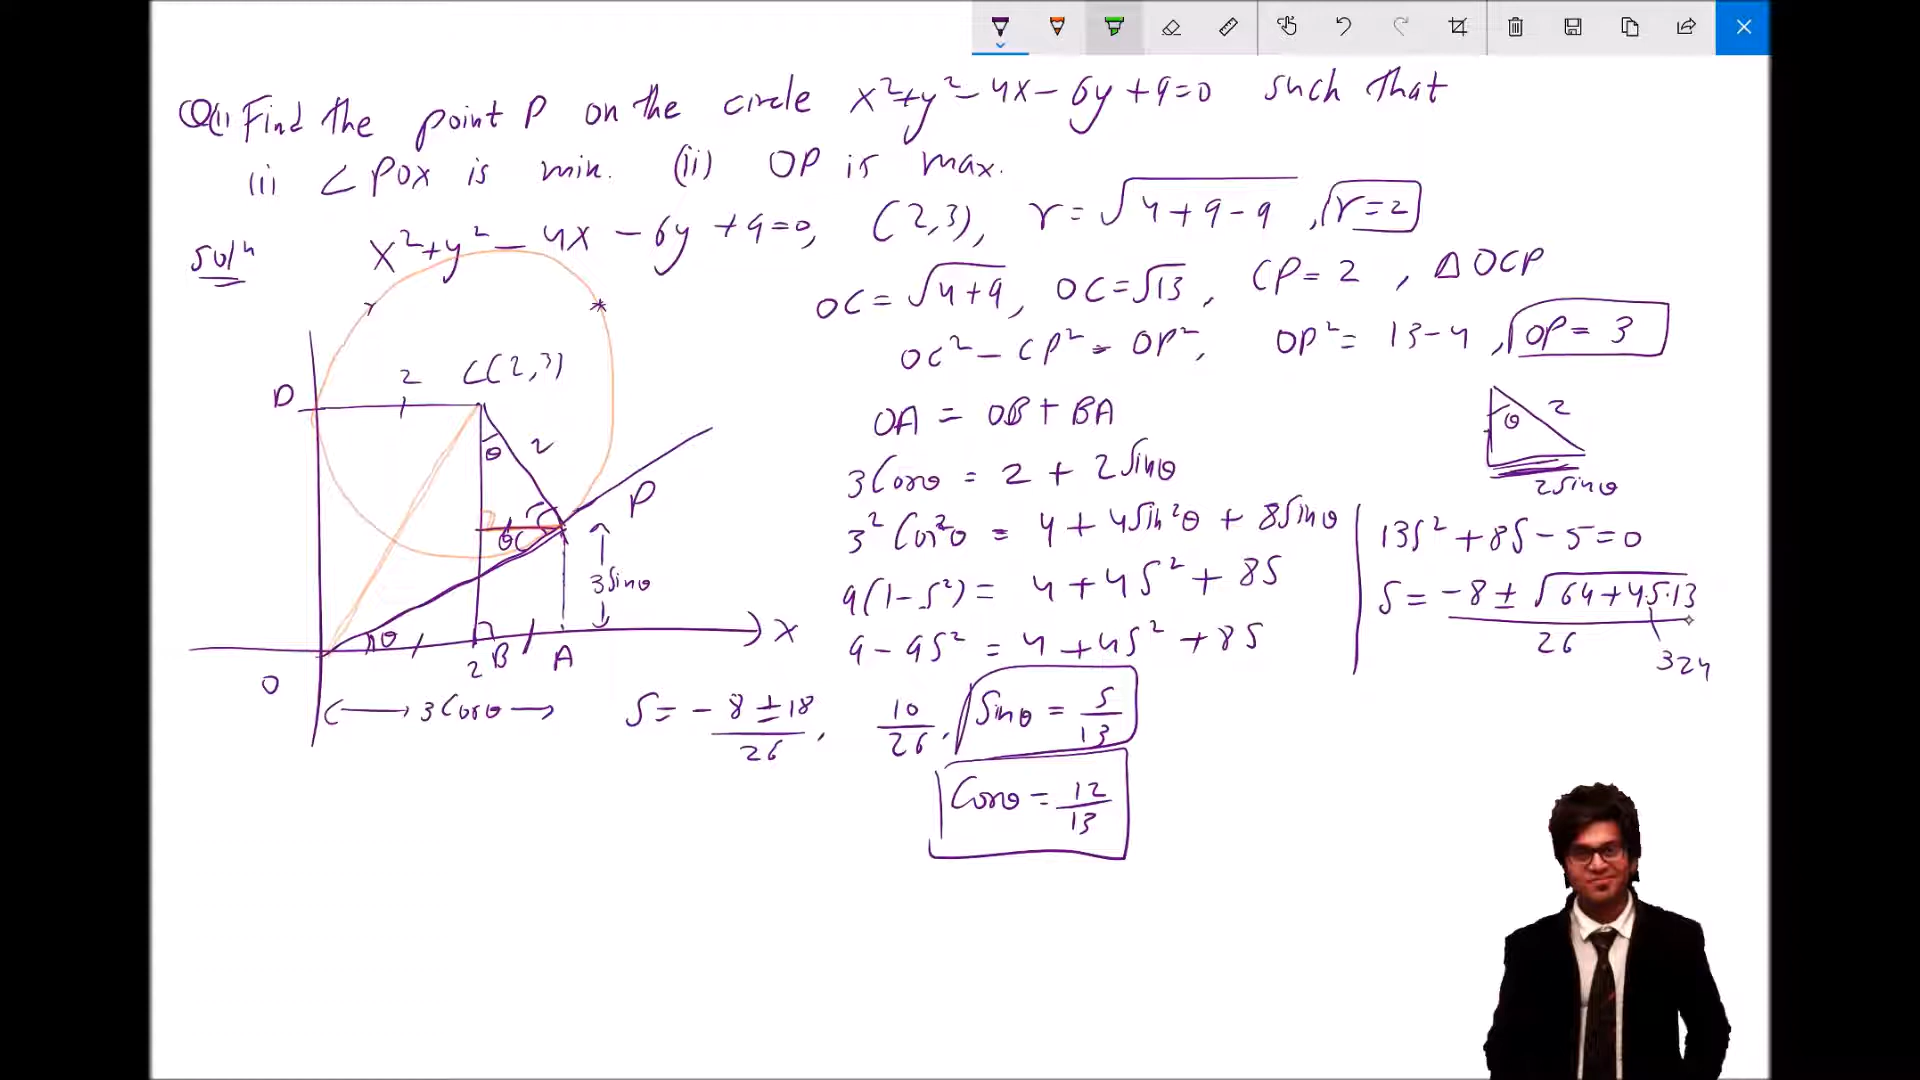 Q(1) Find the point P on the circle x²+y²-4x-6y+9=0 such that
(i) ∠POX is min. (ii) OP is max.
Solⁿ x²+y²-4x-6y+9=0, C(2,3), r=√4+9-9, r=2
OC=√4+9, OC=√13, CP=2, △OCP
OC²-CP²=OP², OP²=13-4, OP=3
D 2 C(2,3)
θ 2
P
θ
3Sinθ
θ
O 2 B A X
← 3Cosθ →
OA = OB+BA
3Cosθ = 2 + 2Sinθ
3²Cos²θ = 4+4Sin²θ + 8Sinθ
9(1-S²) = 4+4S²+8S
9-9S² = 4+4S²+8S
θ 2
2Sinθ
13S²+8S-5=0
S = -8±√64+4.5.13
26
324
S = -8±18/26, 10/26, Sinθ = 5/13
Cosθ = 12/13